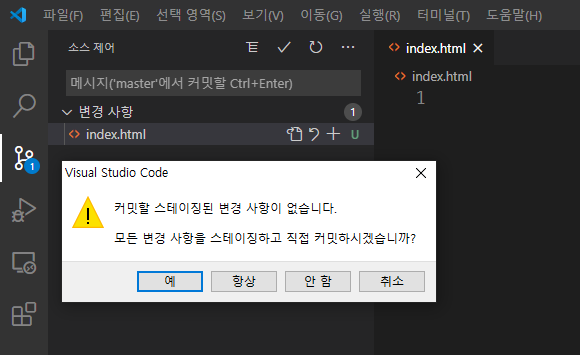 파일(F) 편집(E) 선택 영역(S) 보기(V) 이동(G) 실행(R) 터미널(T) 도움말(H)
소스 제어
index.html
메시지('master'에서 커밋할 Ctrl+Enter)
index.html
변경 사항 1
1
index.html U
1
Visual Studio Code
커밋할 스테이징된 변경 사항이 없습니다.
모든 변경 사항을 스테이징하고 직접 커밋하시겠습니까?
예 항상 안 함 취소